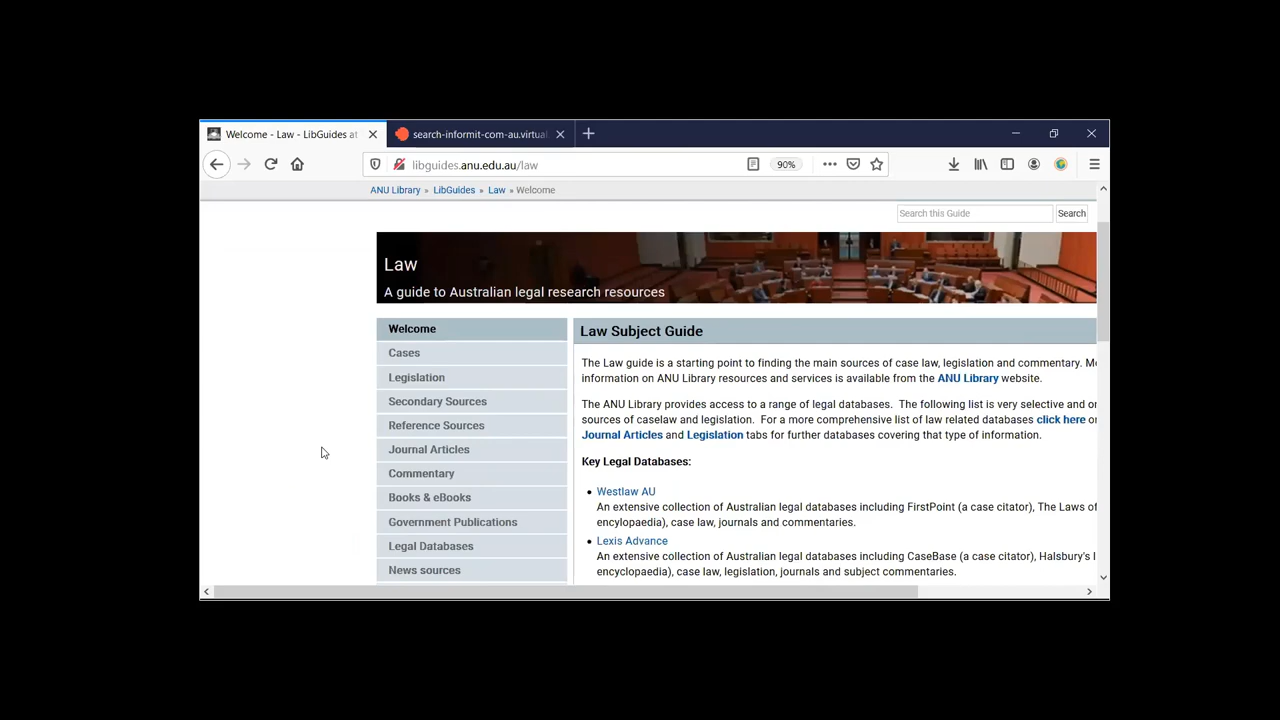 Welcome - Law - LibGuides at
search-informit-com-au.virtual
libguides.anu.edu.au/law
90%
ANU Library » LibGuides » Law » Welcome
Search this Guide
Search
Law
A guide to Australian legal research resources
Welcome
Cases
Legislation
Secondary Sources
Reference Sources
Journal Articles
Commentary
Books & eBooks
Government Publications
Legal Databases
News sources
Law Subject Guide
The Law guide is a starting point to finding the main sources of case law, legislation and commentary. Mo
information on ANU Library resources and services is available from the ANU Library website.
The ANU Library provides access to a range of legal databases. The following list is very selective and on
sources of caselaw and legislation. For a more comprehensive list of law related databases click here or
Journal Articles and Legislation tabs for further databases covering that type of information.
Key Legal Databases:
• Westlaw AU
An extensive collection of Australian legal databases including FirstPoint (a case citator), The Laws of
encyclopaedia), case law, journals and commentaries.
• Lexis Advance
An extensive collection of Australian legal databases including CaseBase (a case citator), Halsbury's
encyclopaedia), case law, legislation, journals and subject commentaries.